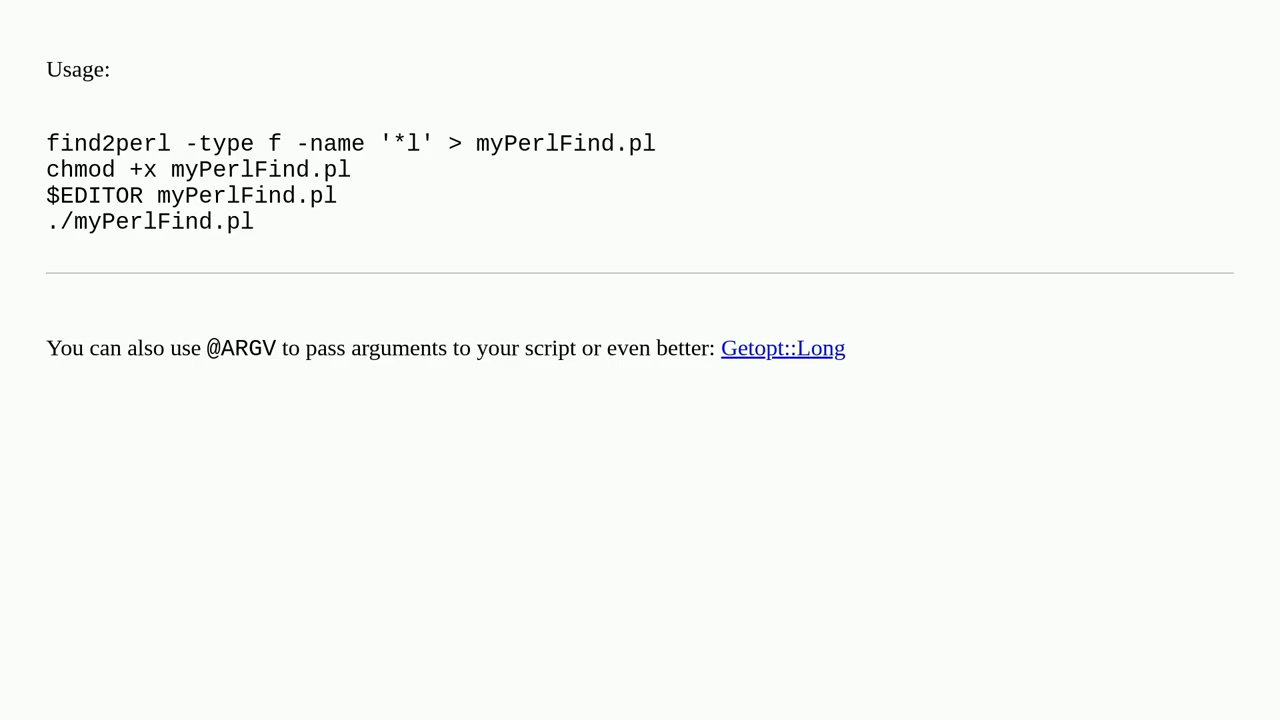 Usage:
find2perl -type f -name '*l' > myPerlFind.pl
chmod +x myPerlFind.pl
$EDITOR myPerlFind.pl
./myPerlFind.pl
You can also use @ARGV to pass arguments to your script or even better: Getopt::Long